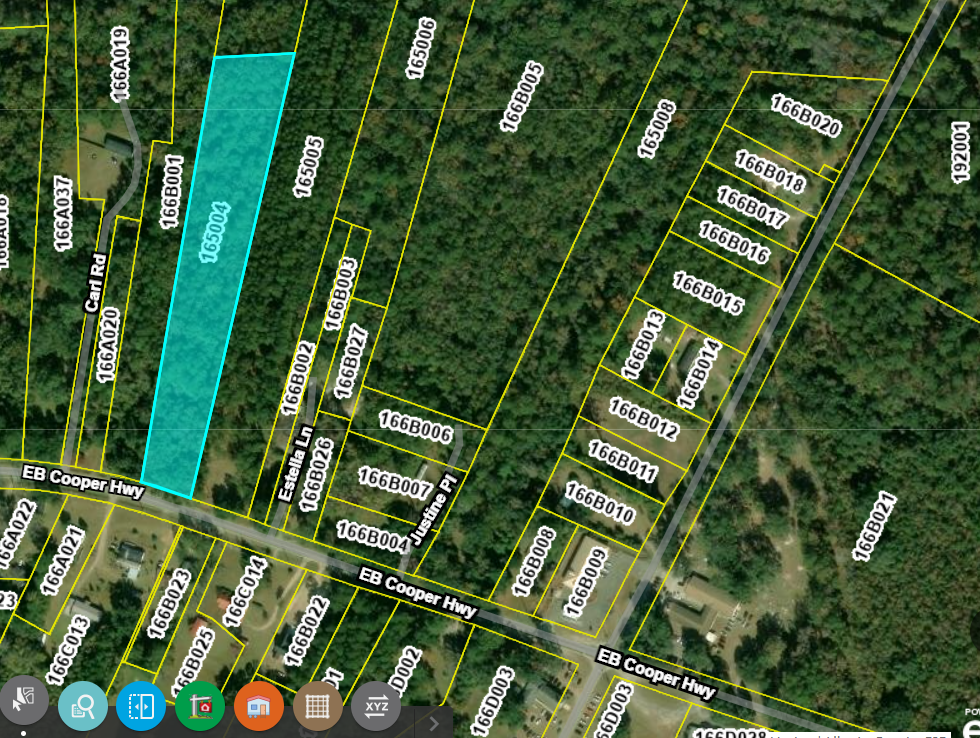 166A019
165006
166B005
165008
166B020
192001
166B018
166B017
166B016
166B015
166A037
166B001
165004
165005
Carl Rd
166A020
166B003
166B027
166B002
166B013
166B014
166B012
166B011
166B010
166B006
166B007
166B004
Estella Ln
166B026
Justine Pl
166B008
166B009
166B021
EB Cooper Hwy
EB Cooper Hwy
EB Cooper Hwy
166A022
166A021
166B023
166C014
166B022
166C013
166B025
D002
166D003
XYZ